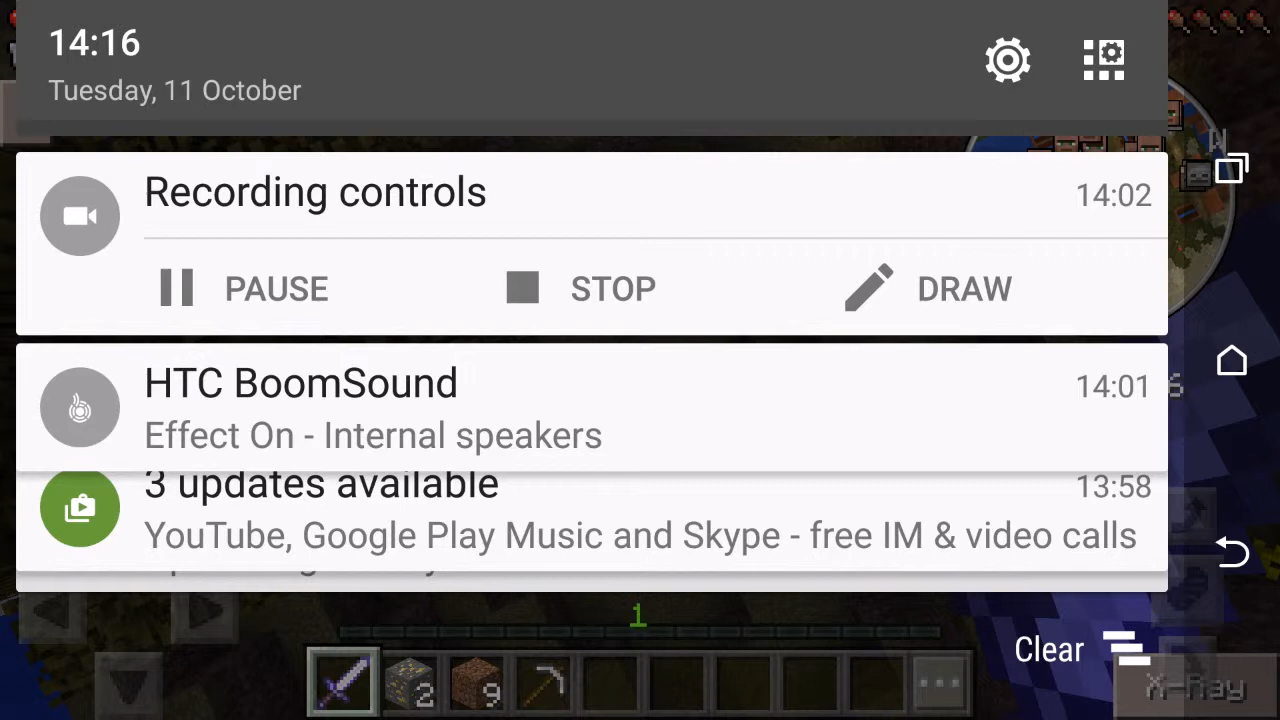 14:16
Tuesday, 11 October
Recording controls 14:02
PAUSE STOP DRAW
HTC BoomSound 14:01
Effect On - Internal speakers
3 updates available 13:58
YouTube, Google Play Music and Skype - free IM & video calls
1
Clear
2 9
X-Ray